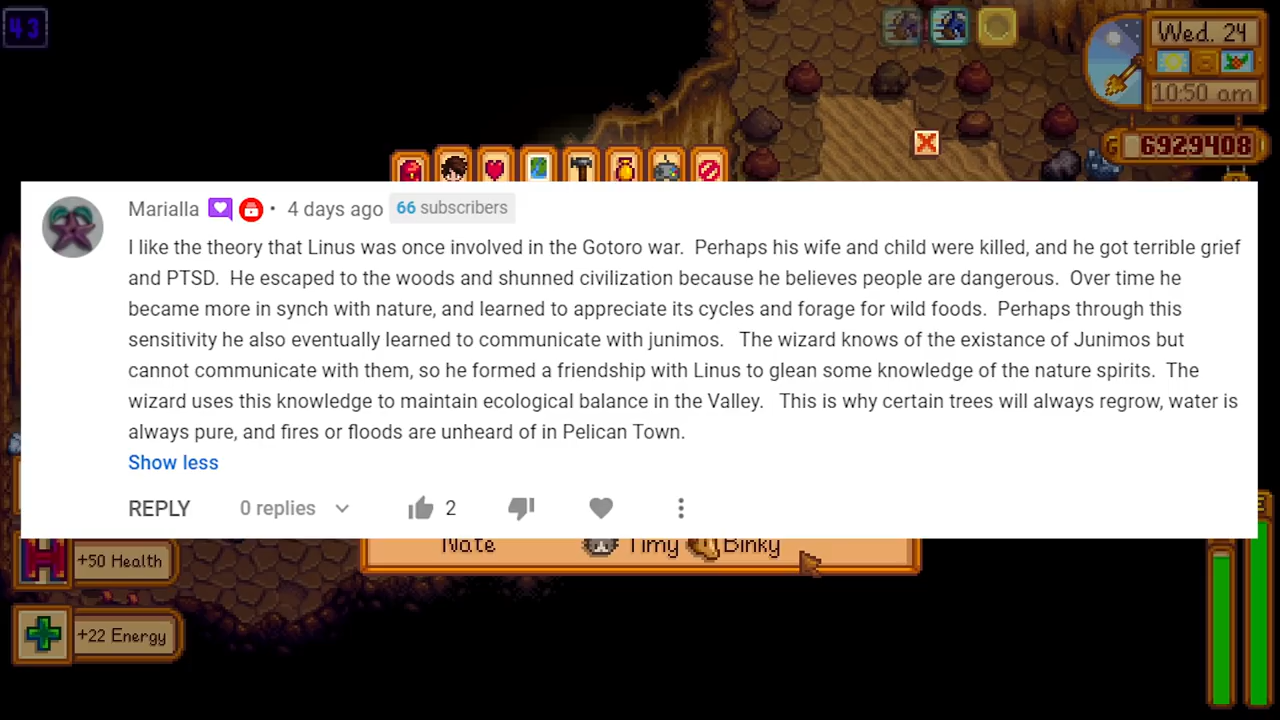 43
Wed. 24
10:50 am
6929408
Marialla • 4 days ago 66 subscribers
I like the theory that Linus was once involved in the Gotoro war.  Perhaps his wife and child were killed, and he got terrible grief
and PTSD.  He escaped to the woods and shunned civilization because he believes people are dangerous.  Over time he
became more in synch with nature, and learned to appreciate its cycles and forage for wild foods.  Perhaps through this
sensitivity he also eventually learned to communicate with junimos.   The wizard knows of the existance of Junimos but
cannot communicate with them, so he formed a friendship with Linus to glean some knowledge of the nature spirits.  The
wizard uses this knowledge to maintain ecological balance in the Valley.   This is why certain trees will always regrow, water is
always pure, and fires or floods are unheard of in Pelican Town.
Show less
REPLY 0 replies 2
E
Nate Timy Binky
H +50 Health
+22 Energy